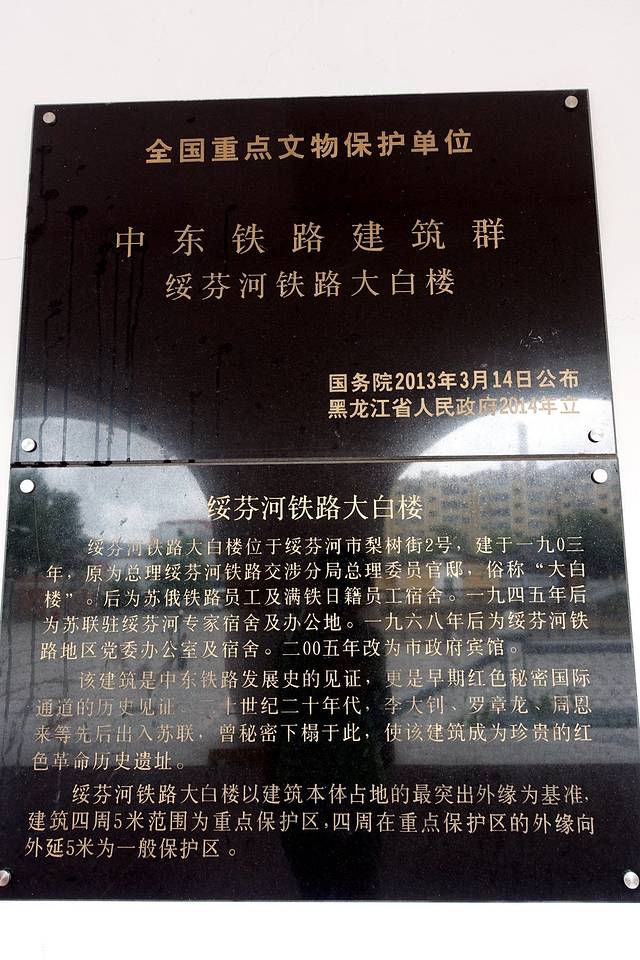 全国重点文物保护单位
中东铁路建筑群
绥芬河铁路大白楼
国务院2013年3月14日公布
黑龙江省人民政府2014年立
绥芬河铁路大白楼
绥芬河铁路大白楼位于绥芬河市梨树街2号，建于一九0三
年，原为总理绥芬河铁路交涉分局总理委员官邸，俗称“大白
楼”。后为苏俄铁路员工及满铁日籍员工宿舍。一九四五年后
为苏联驻绥芬河专家宿舍及办公地。一九六八年后为绥芬河铁
路地区党委办公室及宿舍。二00五年改为市政府宾馆。
该建筑是中东铁路发展史的见证，更是早期红色秘密国际
通道的历史见证。二十世纪二十年代，李大钊、罗章龙、周恩
来等先后出入苏联，曾秘密下榻于此，使该建筑成为珍贵的红
色革命历史遗址。
绥芬河铁路大白楼以建筑本体占地的最突出外缘为基准，
建筑四周5米范围为重点保护区，四周在重点保护区的外缘向
外延5米为一般保护区。